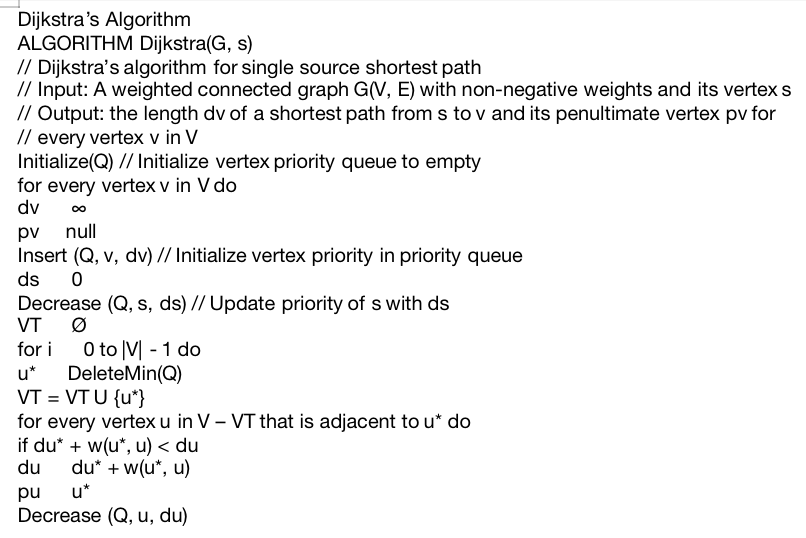 Dijkstra's Algorithm
ALGORITHM Dijkstra(G, s)
// Dijkstra's algorithm for single source shortest path
// Input: A weighted connected graph G(V, E) with non-negative weights and its vertex s
// Output: the length dv of a shortest path from s to v and its penultimate vertex pv for
// every vertex v in V
Initialize(Q) // Initialize vertex priority queue to empty
for every vertex v in V do
dv ∞
pv null
Insert (Q, v, dv) // Initialize vertex priority in priority queue
ds 0
Decrease (Q, s, ds) // Update priority of s with ds
VT Ø
for i 0 to |V| - 1 do
u* DeleteMin(Q)
VT = VT U {u*}
for every vertex u in V – VT that is adjacent to u* do
if du* + w(u*, u) < du
du du* + w(u*, u)
pu u*
Decrease (Q, u, du)